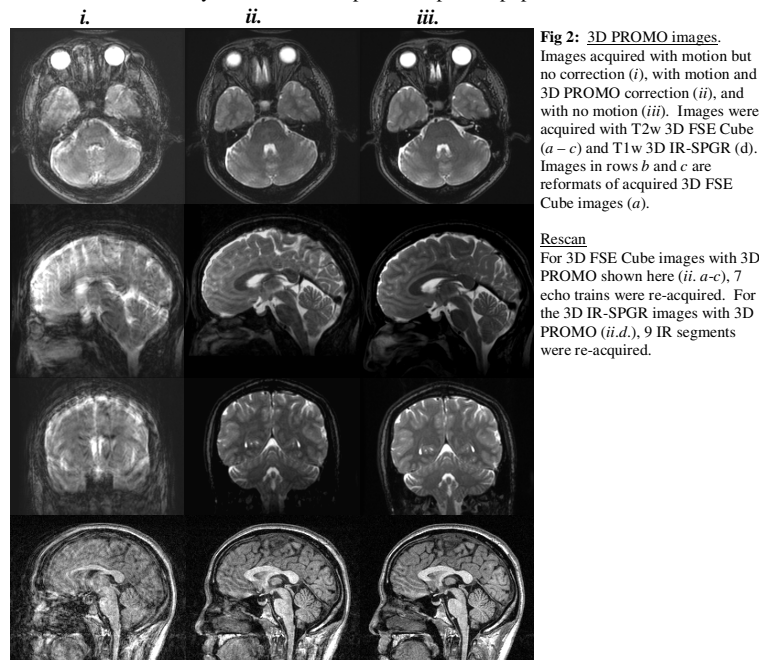 i. ii. iii.
Fig 2: 3D PROMO images.
Images acquired with motion but
no correction (i), with motion and
3D PROMO correction (ii), and
with no motion (iii). Images were
acquired with T2w 3D FSE Cube
(a – c) and T1w 3D IR-SPGR (d).
Images in rows b and c are
reformats of acquired 3D FSE
Cube images (a).
Rescan
For 3D FSE Cube images with 3D
PROMO shown here (ii. a-c), 7
echo trains were re-acquired. For
the 3D IR-SPGR images with 3D
PROMO (ii.d.), 9 IR segments
were re-acquired.